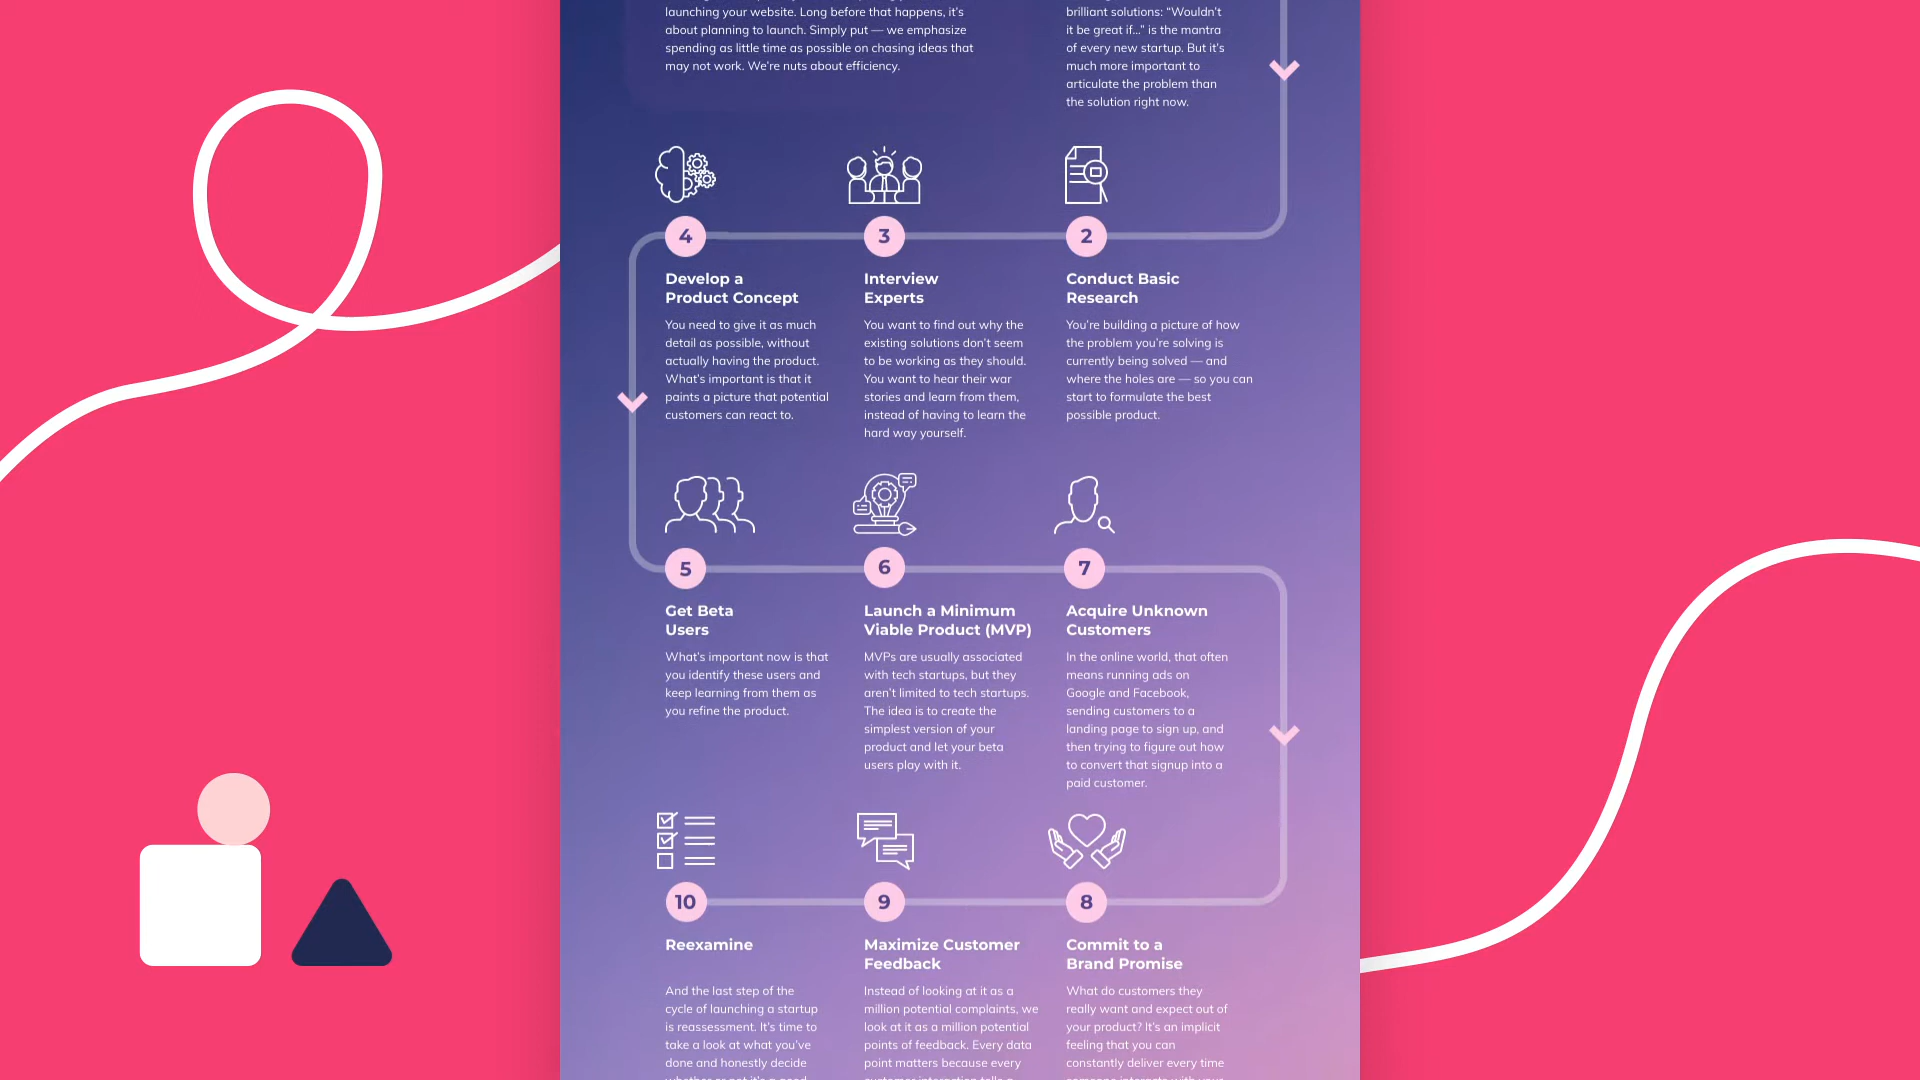 launching your website. Long before that happens, it's
about planning to launch. Simply put — we emphasize
spending as little time as possible on chasing ideas that
may not work. We're nuts about efficiency.
brilliant solutions: “Wouldn't
it be great if...” is the mantra
of every new startup. But it's
much more important to
articulate the problem than
the solution right now.
4
Develop a
Product Concept
You need to give it as much
detail as possible, without
actually having the product.
What's important is that it
paints a picture that potential
customers can react to.
3
Interview
Experts
You want to find out why the
existing solutions don't seem
to be working as they should.
You want to hear their war
stories and learn from them,
instead of having to learn the
hard way yourself.
2
Conduct Basic
Research
You're building a picture of how
the problem you're solving is
currently being solved — and
where the holes are — so you can
start to formulate the best
possible product.
5
Get Beta
Users
What's important now is that
you identify these users and
keep learning from them as
you refine the product.
6
Launch a Minimum
Viable Product (MVP)
MVPs are usually associated
with tech startups, but they
aren't limited to tech startups.
The idea is to create the
simplest version of your
product and let your beta
users play with it.
7
Acquire Unknown
Customers
In the online world, that often
means running ads on
Google and Facebook,
sending customers to a
landing page to sign up, and
then trying to figure out how
to convert that signup into a
paid customer.
10
Reexamine
And the last step of the
cycle of launching a startup
is reassessment. It's time to
take a look at what you've
done and honestly decide
9
Maximize Customer
Feedback
Instead of looking at it as a
million potential complaints, we
look at it as a million potential
points of feedback. Every data
point matters because every
8
Commit to a
Brand Promise
What do customers they
really want and expect out of
your product? It's an implicit
feeling that you can
constantly deliver every time